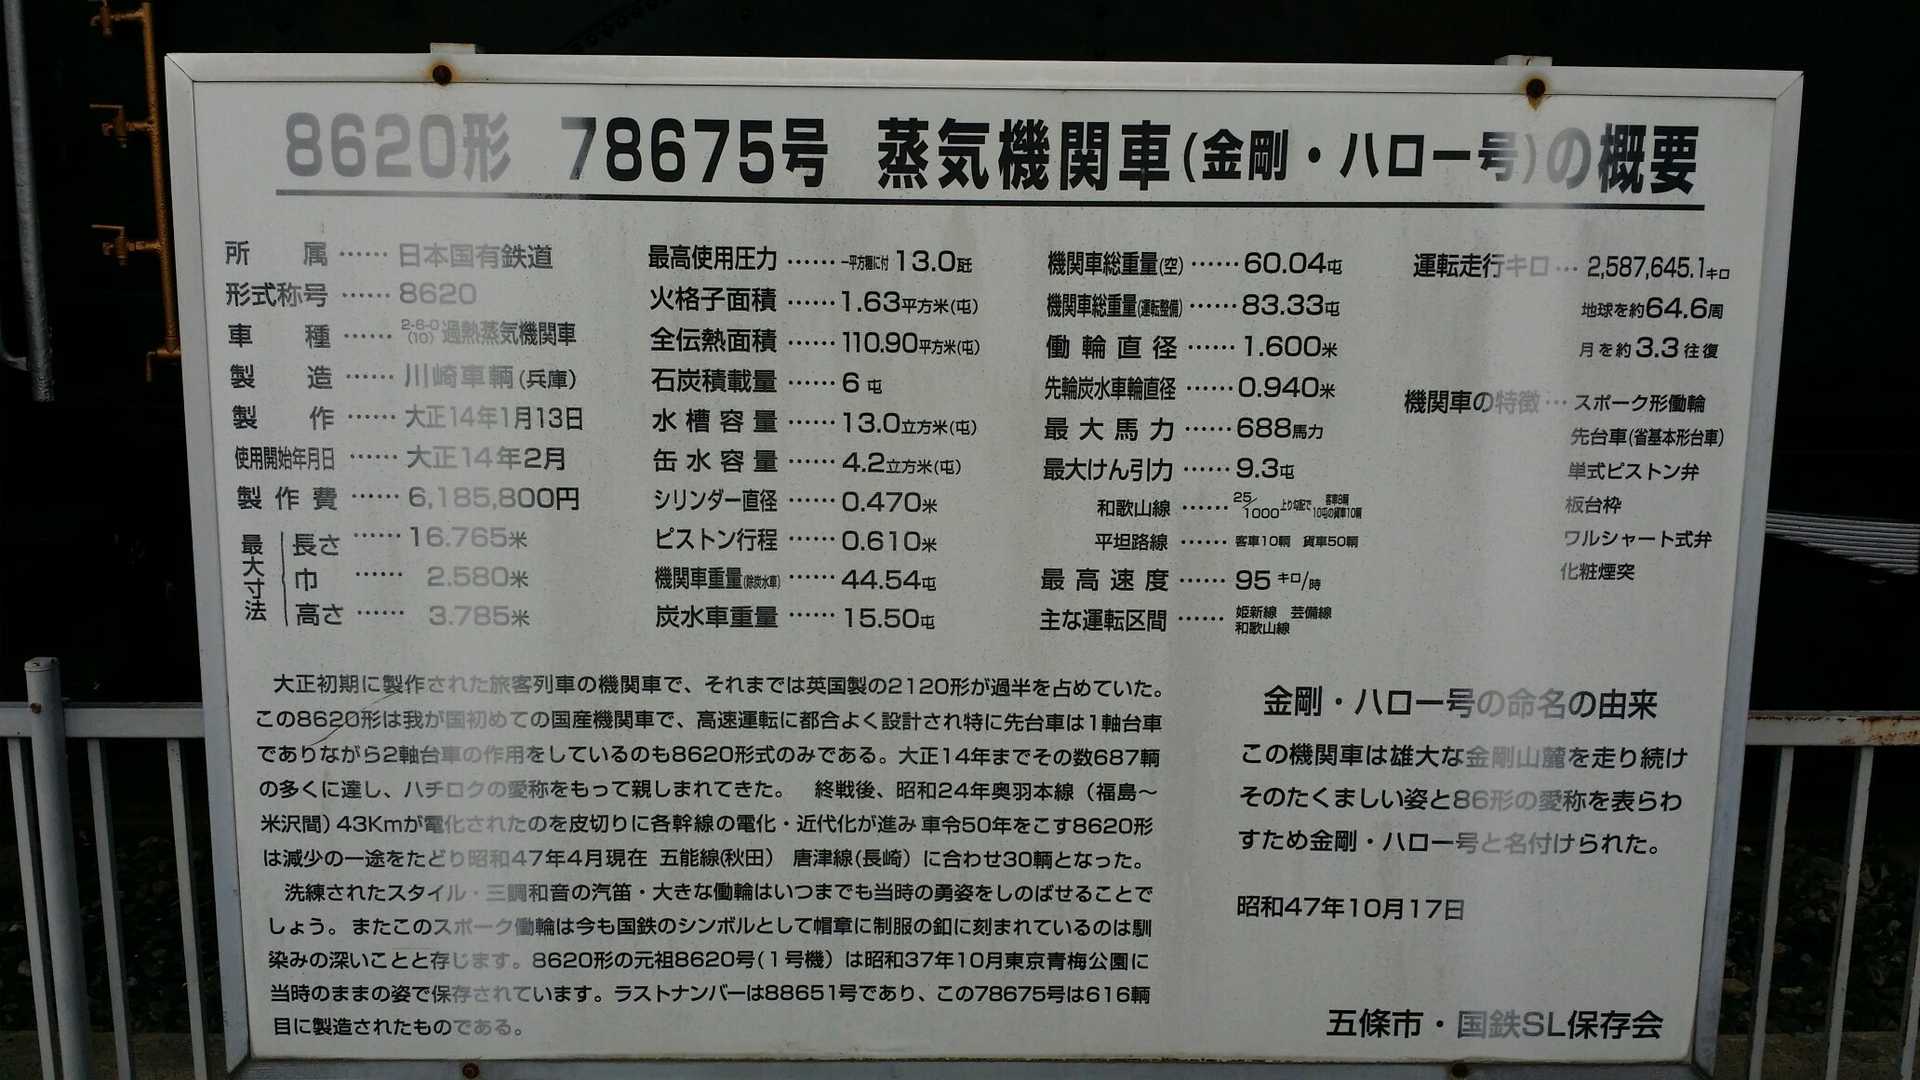 8620形 78675号 蒸気機関車(金剛・ハロー号)の概要
所属……日本国有鉄道
形式称号……8620
車種……2-6-0(10)過熱蒸気機関車
製造……川崎車輌(兵庫)
製作……大正14年1月13日
使用開始年月日……大正14年2月
製作費……6,185,800円
最大寸法
長さ……16.765米
巾……2.580米
高さ……3.785米
最高使用圧力……一平方糎に付13.0瓩
火格子面積……1.63平方米(屯)
全伝熱面積……110.90平方米(屯)
石炭積載量……6屯
水槽容量……13.0立方米(屯)
缶水容量……4.2立方米(屯)
シリンダー直径……0.470米
ピストン行程……0.610米
機関車重量(除炭水車)……44.54屯
炭水車重量……15.50屯
機関車総重量(空)……60.04屯
機関車総重量(運転整備)……83.33屯
働輪直径……1.600米
先輪炭水車輪直径……0.940米
最大馬力……688馬力
最大けん引力……9.3屯
和歌山線……25/1000上り勾配で客車8輌 10屯の貨車10輌
平坦路線……客車10輌 貨車50輌
最高速度……95キロ/時
主な運転区間……姫新線 芸備線
和歌山線
運転走行キロ…2,587,645.1キロ
地球を約64.6周
月を約3.3往復
機関車の特徴…スポーク形働輪
先台車(省基本形台車)
単式ピストン弁
板台枠
ワルシャート式弁
化粧煙突
大正初期に製作された旅客列車の機関車で、それまでは英国製の2120形が過半を占めていた。
この8620形は我が国初めての国産機関車で、高速運転に都合よく設計され特に先台車は1軸台車
でありながら2軸台車の作用をしているのも8620形式のみである。大正14年までその数687輌
の多くに達し、ハチロクの愛称をもって親しまれてきた。 終戦後、昭和24年奥羽本線（福島～
米沢間）43Kmが電化されたのを皮切りに各幹線の電化・近代化が進み車令50年をこす8620形
は減少の一途をたどり昭和47年4月現在 五能線(秋田） 唐津線(長崎）に合わせ30輌となった。
洗練されたスタイル・三調和音の汽笛・大きな働輪はいつまでも当時の勇姿をしのばせることで
しょう。またこのスポーク働輪は今も国鉄のシンボルとして帽章に制服の釦に刻まれているのは馴
染みの深いことと存じます。8620形の元祖8620号(１号機）は昭和37年10月東京青梅公園に
当時のままの姿で保存されています。ラストナンバーは88651号であり、この78675号は616輌
目に製造されたものである。
金剛・ハロー号の命名の由来
この機関車は雄大な金剛山麓を走り続け
そのたくましい姿と86形の愛称を表らわ
すため金剛・ハロー号と名付けられた。
昭和47年10月17日
五條市・国鉄SL保存会